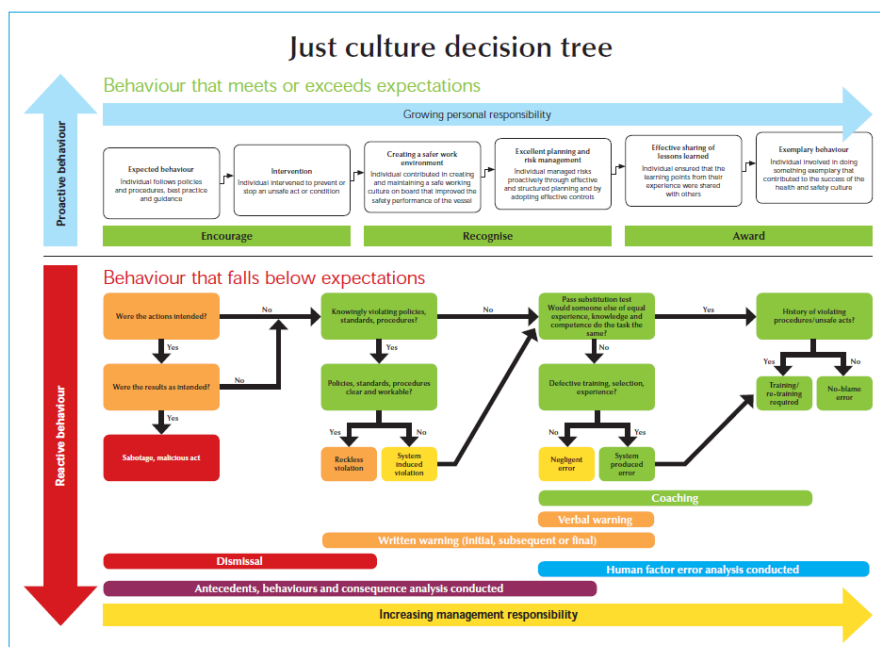 Just culture decision tree
Proactive behaviour
Behaviour that meets or exceeds expectations
Growing personal responsibility
Expected behaviour
Individual follows policies
and procedures, best practice
and guidance
Intervention
Individual intervened to prevent or
stop an unsafe act or condition
Creating a safer work
environment
Individual contributed in creating
and maintaining a safe working
culture on board that improved the
safety performance of the vessel
Excellent planning and
risk management
Individual managed risks
proactively through effective
and structured planning and by
adopting effective controls
Effective sharing of
lessons learned
Individual ensured that the
learning points from their
experience were shared
with others
Exemplary behaviour
Individual involved in doing
something exemplary that
contributed to the success of the
health and safety culture
Encourage
Recognise
Award
Reactive behaviour
Behaviour that falls below expectations
Were the actions intended?
No
Yes
Were the results as intended?
No
Yes
Sabotage, malicious act
Knowingly violating policies,
standards, procedures?
No
Yes
Policies, standards, procedures
clear and workable?
Yes
No
Reckless
violation
System
induced
violation
Pass substitution test
Would someone else of equal
experience, knowledge and
competence do the task the
same?
Yes
No
Defective training, selection,
experience?
No
Yes
Negligent
error
System
produced
error
History of violating
procedures/unsafe acts?
Yes
No
Training/
re-training
required
No-blame
error
Coaching
Verbal warning
Written warning (initial, subsequent or final)
Dismissal
Human factor error analysis conducted
Antecedents, behaviours and consequence analysis conducted
Increasing management responsibility